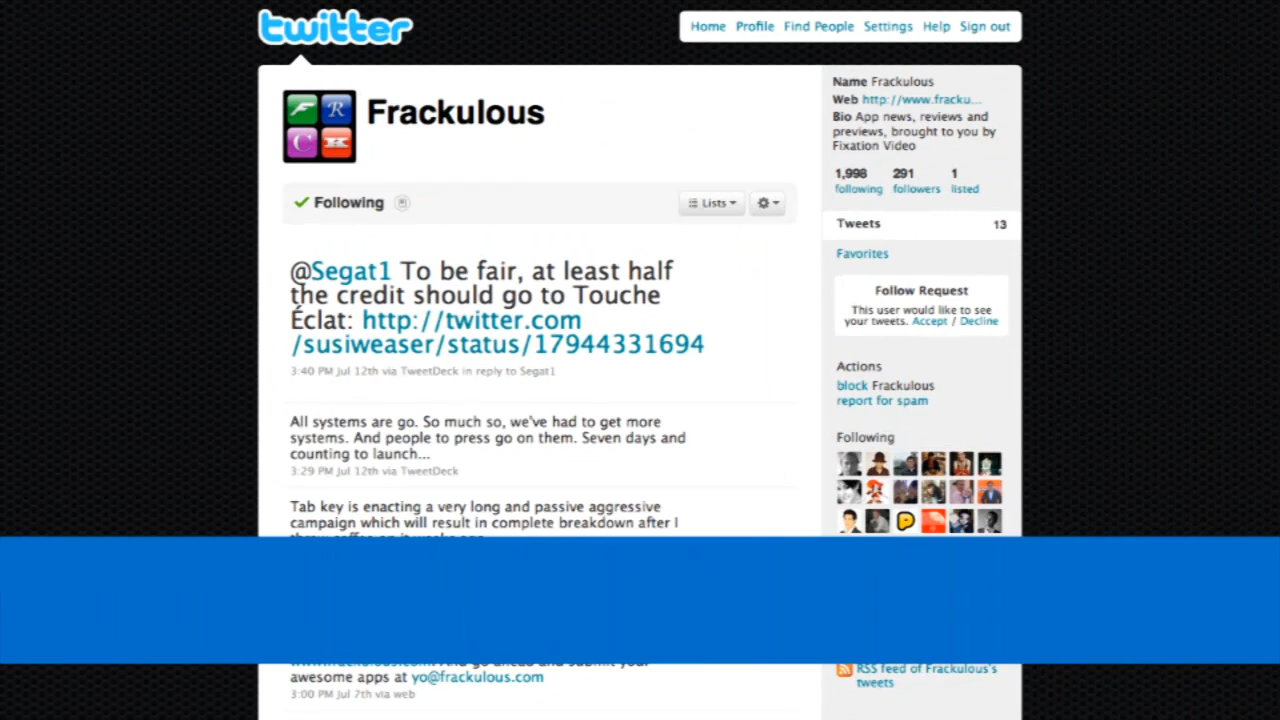 twitter
Home Profile Find People Settings Help Sign out
F R
C K
Frackulous
Following
Lists
@Segat1 To be fair, at least half
the credit should go to Touche
Éclat: http://twitter.com
/susiweaser/status/17944331694
3:40 PM Jul 12th via TweetDeck in reply to Segat1
All systems are go. So much so, we've had to get more
systems. And people to press go on them. Seven days and
counting to launch...
3:29 PM Jul 12th via TweetDeck
Tab key is enacting a very long and passive aggressive
campaign which will result in complete breakdown after I
awesome apps at yo@frackulous.com
3:00 PM Jul 7th via web
Name Frackulous
Web http://www.fracku...
Bio App news, reviews and
previews, brought to you by
Fixation Video
1,998 291 1
following followers listed
Tweets 13
Favorites
Follow Request
This user would like to see
your tweets. Accept / Decline
Actions
block Frackulous
report for spam
Following
RSS feed of Frackulous's
tweets